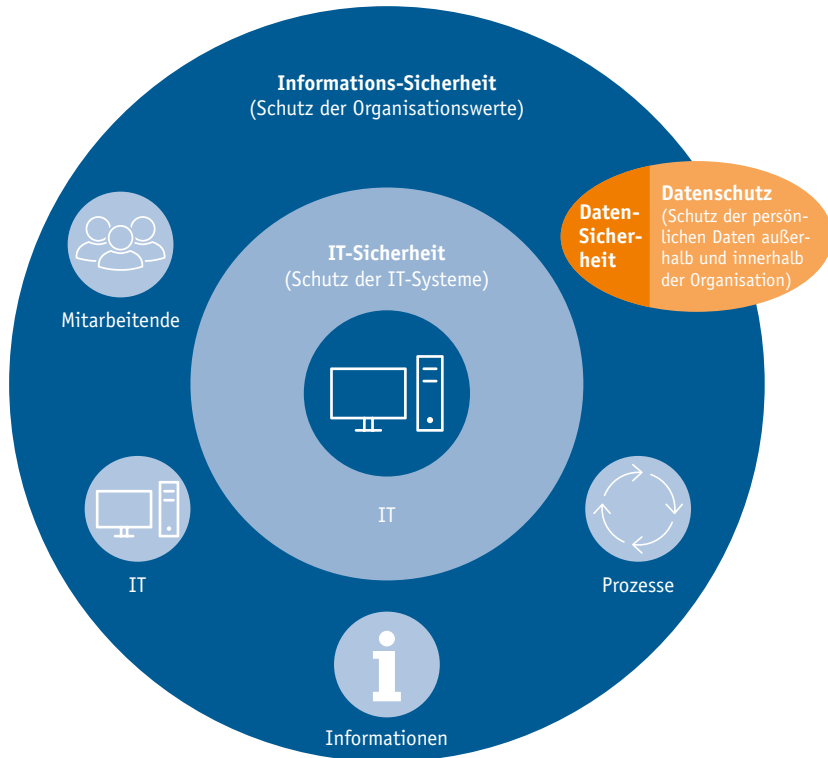 Informations-Sicherheit
(Schutz der Organisationswerte)
Daten-
Sicher-
heit
Datenschutz
(Schutz der persön-
lichen Daten außer-
halb und innerhalb
der Organisation)
IT-Sicherheit
(Schutz der IT-Systeme)
Mitarbeitende
IT
IT
Prozesse
Informationen